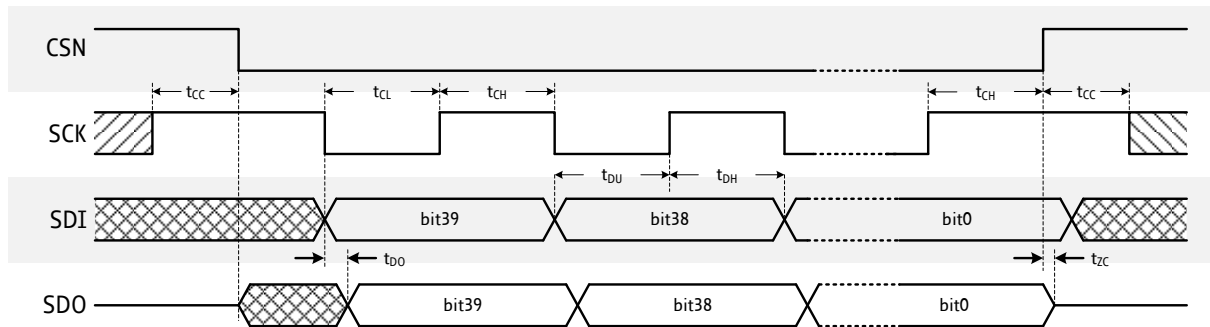 CSN
tCC tCL tCH tCH tCC
SCK
tDU tDH
SDI bit39 bit38 bit0
tDO tZC
SDO bit39 bit38 bit0